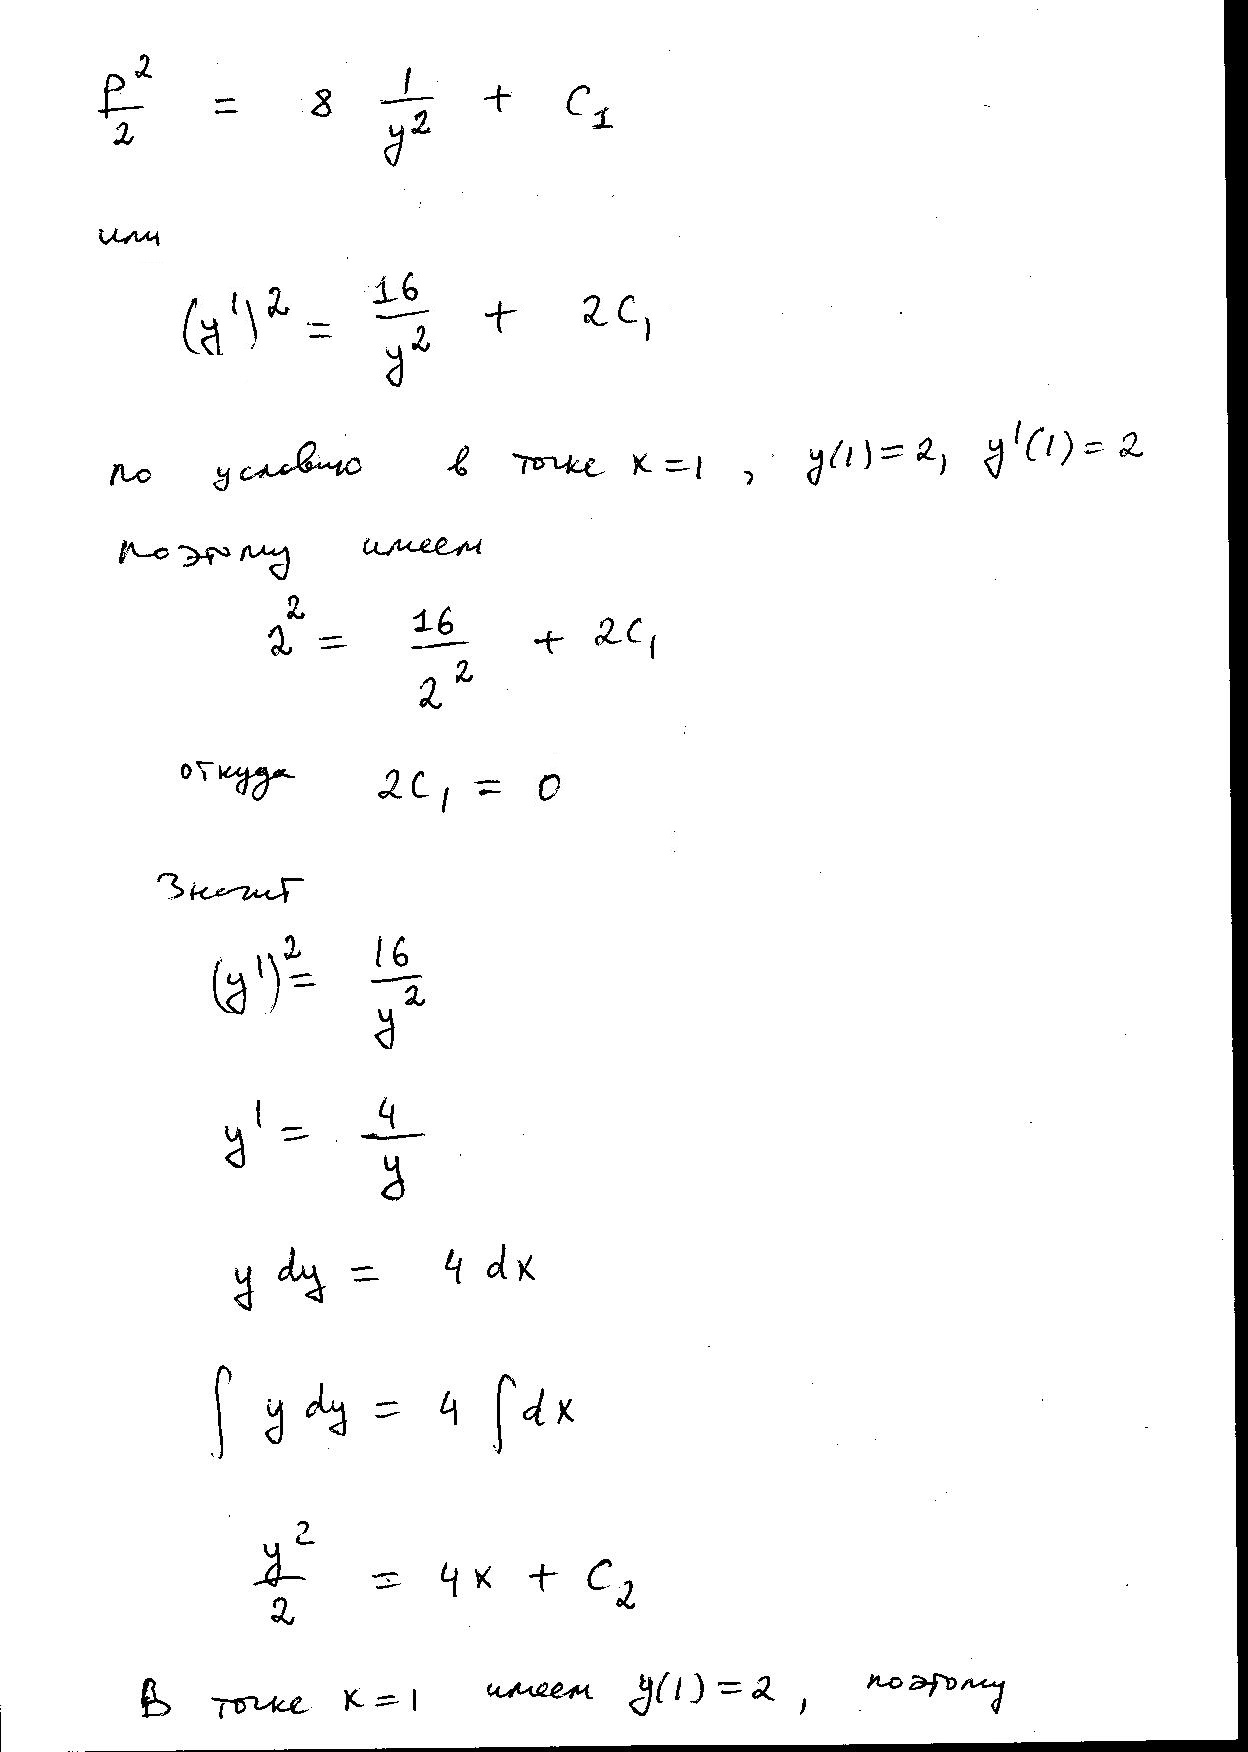 p²/2 = 8 1/y² + C₁
или
(y')² = 16/y² + 2C₁
по условию в точке x=1, y(1)=2, y'(1)=2
поэтому имеем
2² = 16/2² + 2C₁
откуда 2C₁ = 0
Значит
(y')² = 16/y²
y' = 4/y
y dy = 4 dx
∫ y dy = 4 ∫ dx
y²/2 = 4x + C₂
В точке x=1 имеем y(1)=2, поэтому